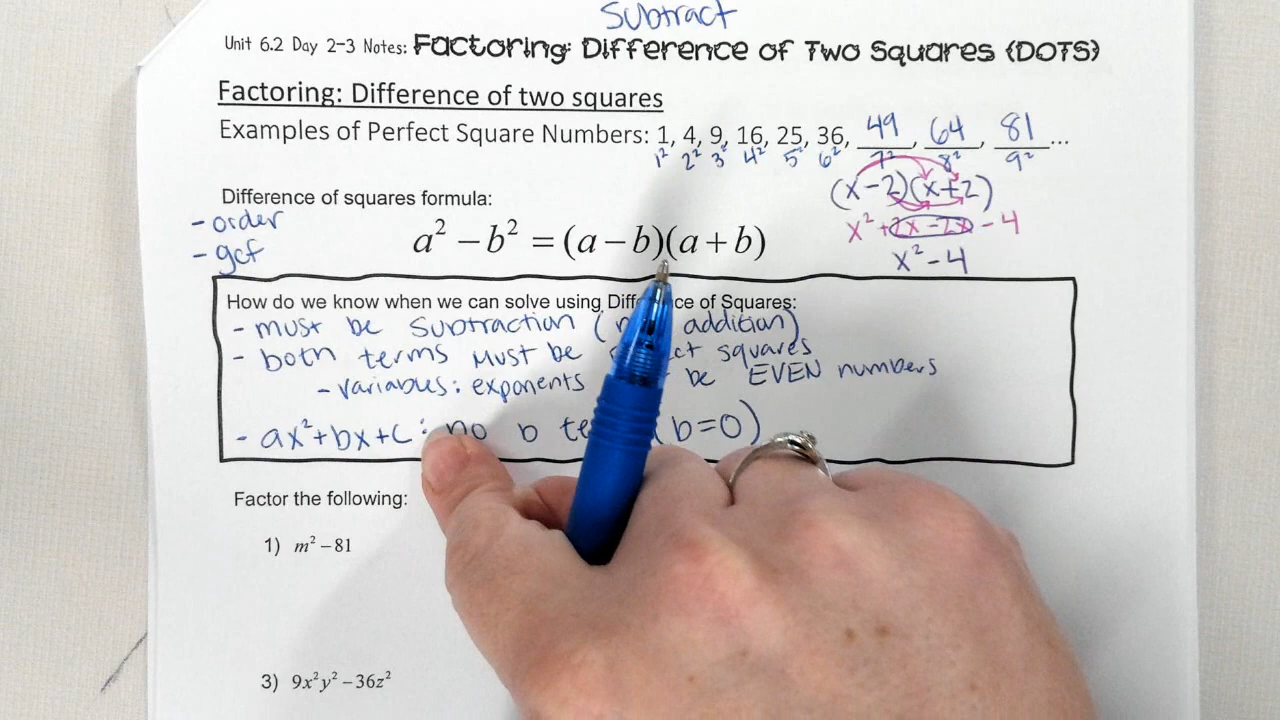 Subtract
Unit 6.2 Day 2-3 Notes: Factoring: Difference of Two Squares (DOTS)
Factoring: Difference of two squares
Examples of Perfect Square Numbers: 1, 4, 9, 16, 25, 36, 49, 64, 81...
1² 2² 3² 4² 5² 6² 7² 8² 9²
(x-2)(x+2)
Difference of squares formula:
- order
- gcf
a² − b² = (a − b)(a + b)
x² + 2x - 2x - 4
x² - 4
How do we know when we can solve using Diff ce of Squares:
- must be subtraction ( addition)
- both terms must be ct squares
- variables: exponents be EVEN numbers
- ax²+bx+c: no b te (b=0)
Factor the following:
1) m² − 81
3) 9x²y² − 36z²